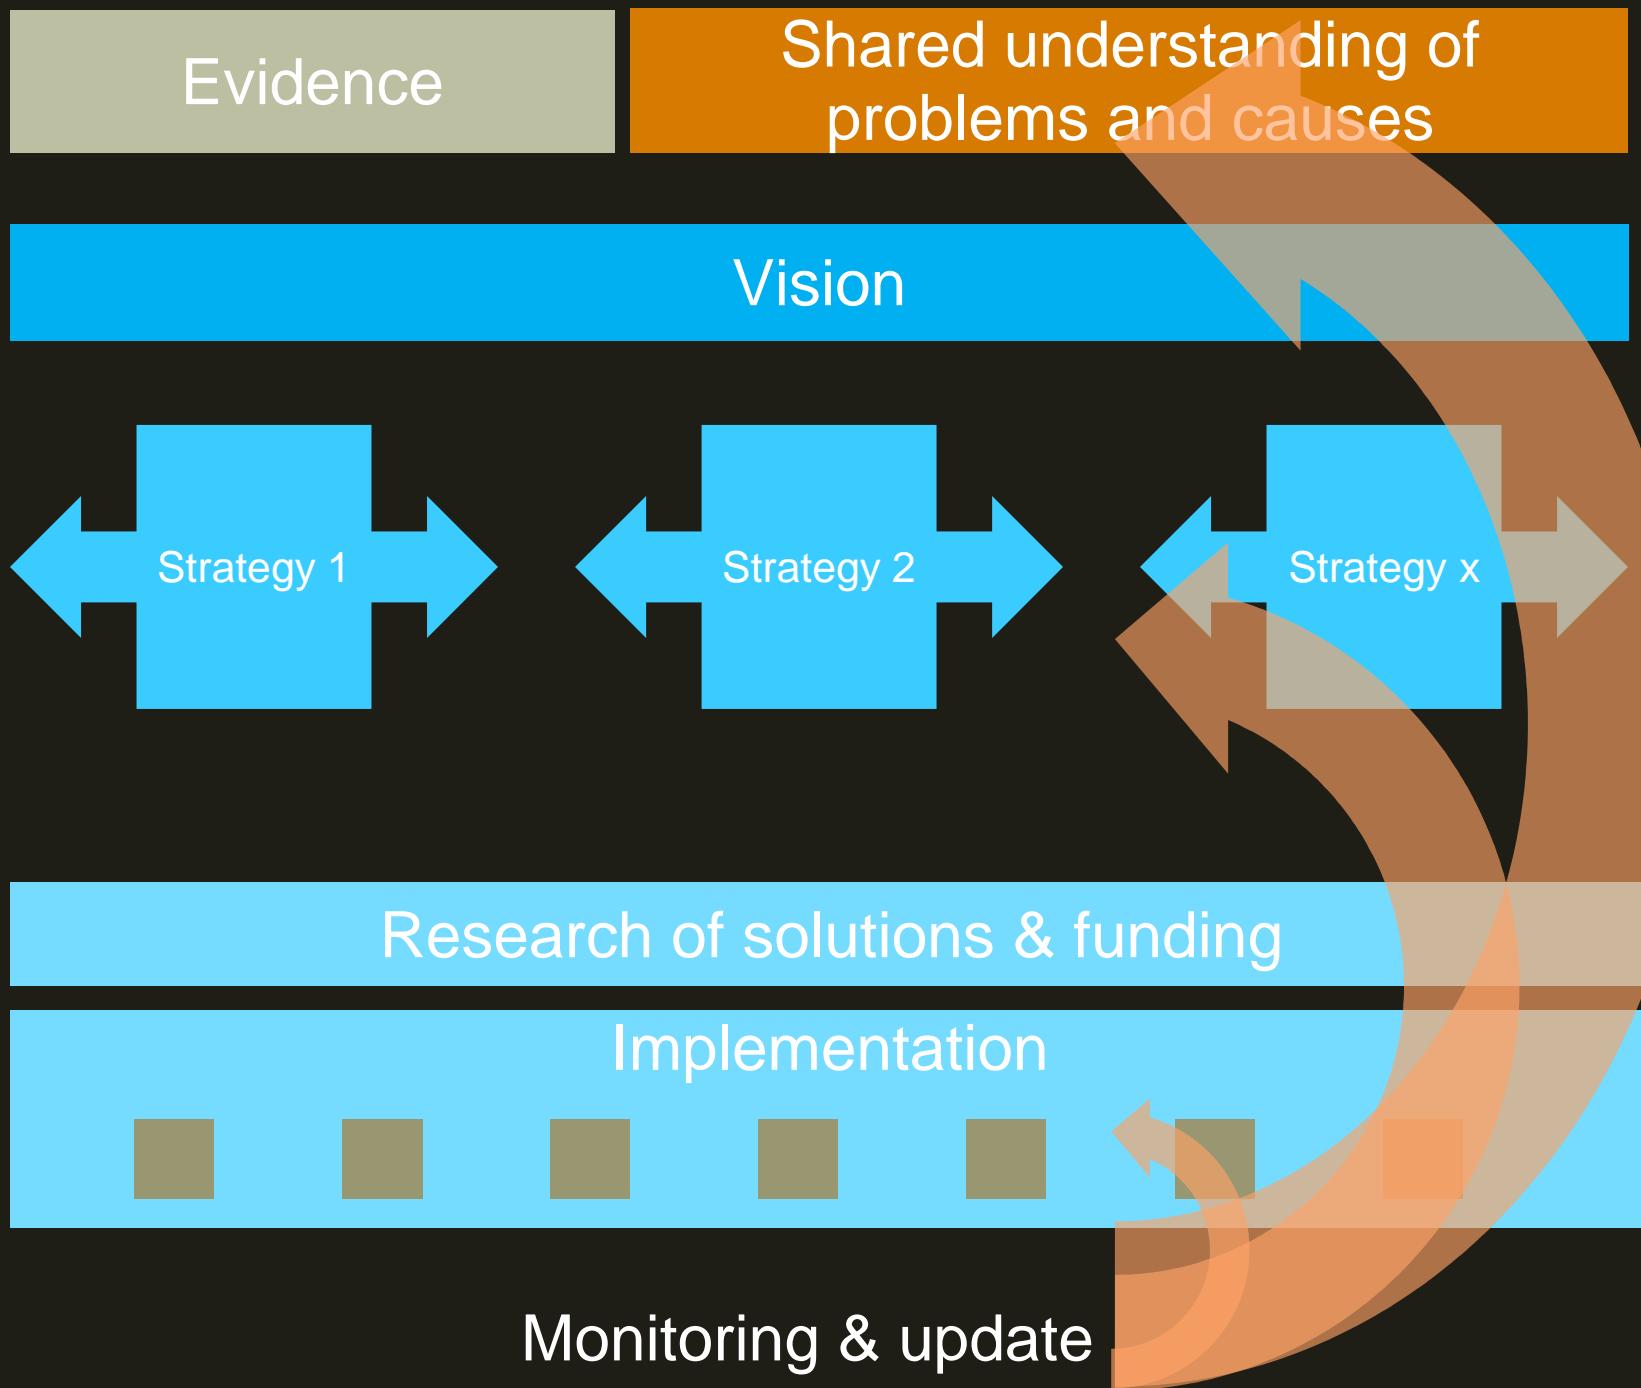 Evidence
Shared understanding of
problems and causes
Vision
Strategy 1
Strategy 2
Strategy x
Research of solutions & funding
Implementation
Monitoring & update